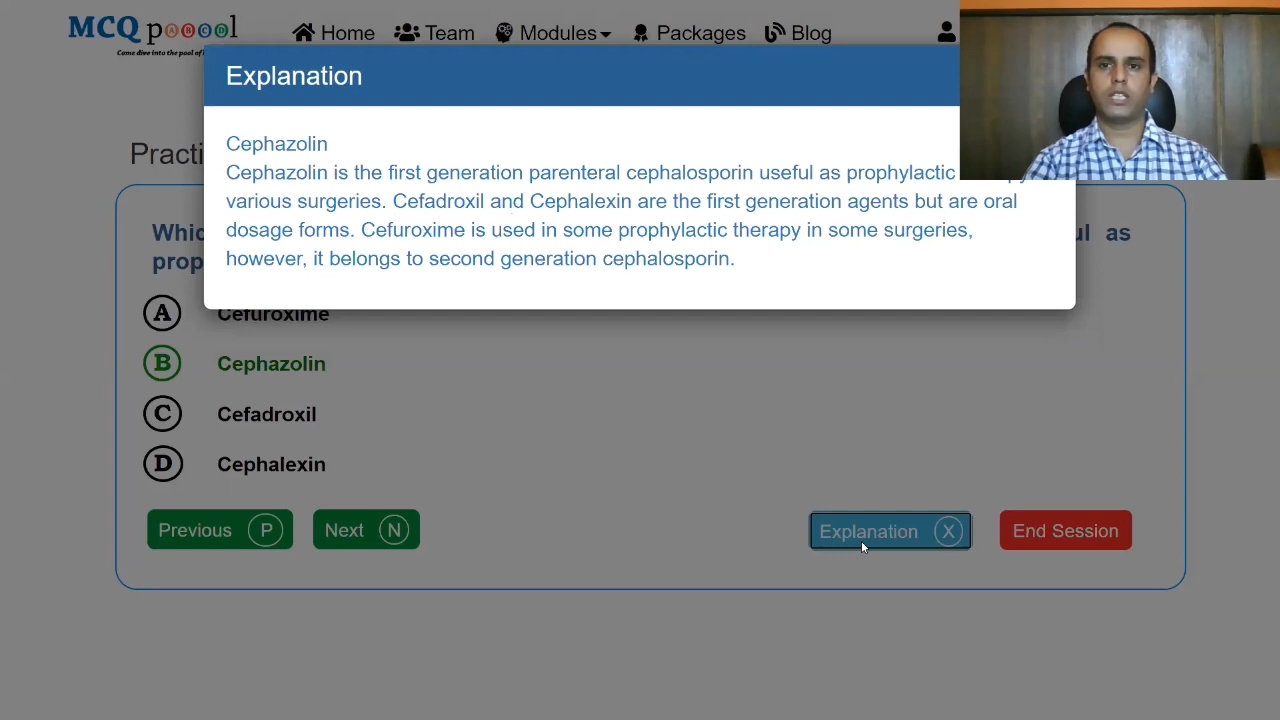 MCQ pooool
Home Team Modules Packages Blog
Explanation
Cephazolin
Practi
Cephazolin is the first generation parenteral cephalosporin useful as prophylactic
various surgeries. Cefadroxil and Cephalexin are the first generation agents but are oral
dosage forms. Cefuroxime is used in some prophylactic therapy in some surgeries,
however, it belongs to second generation cephalosporin.
Whic ul as
prop
A Cefuroxime
B Cephazolin
C Cefadroxil
D Cephalexin
Previous P Next N Explanation X End Session